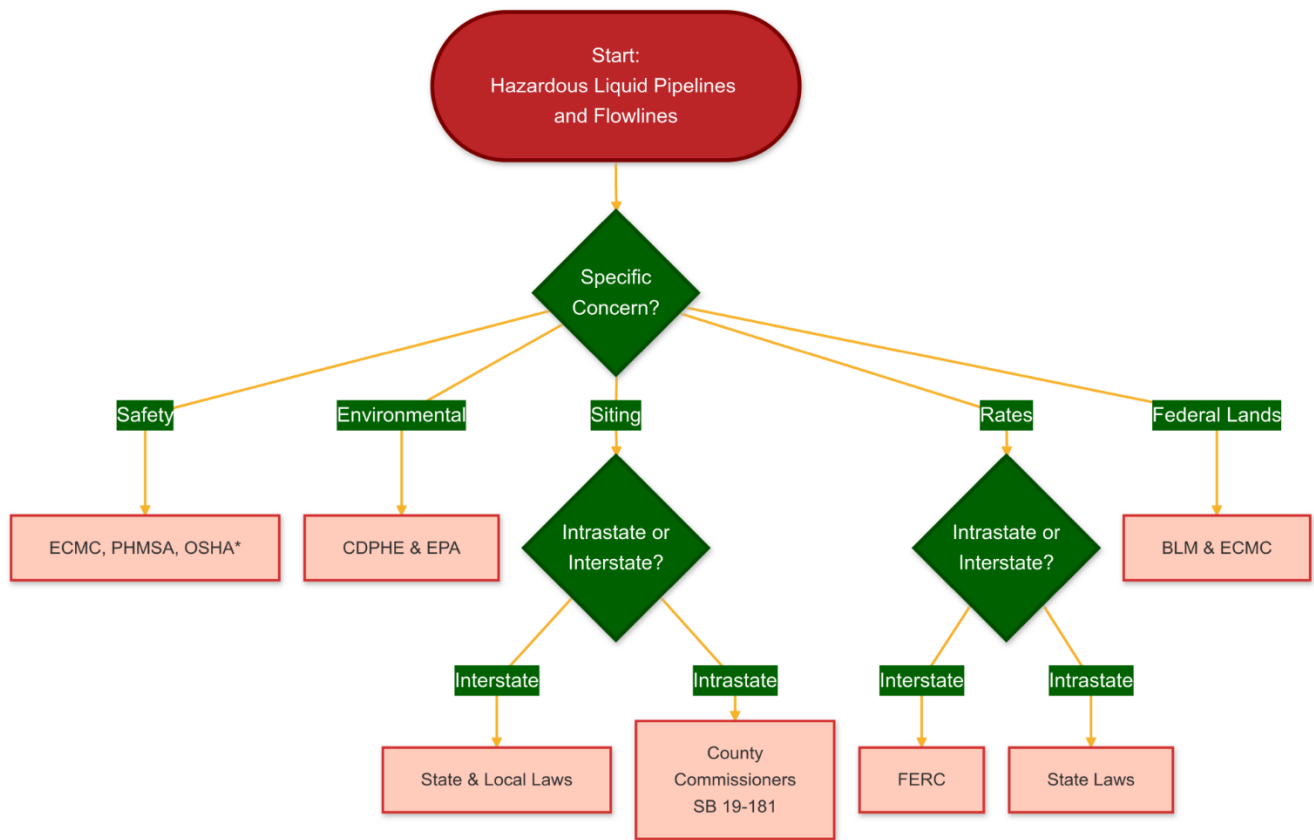 Start:
Hazardous Liquid Pipelines
and Flowlines
Specific
Concern?
Safety
Environmental
Siting
Rates
Federal Lands
ECMC, PHMSA, OSHA*
CDPHE & EPA
Intrastate or
Interstate?
Intrastate or
Interstate?
BLM & ECMC
Interstate
Intrastate
Interstate
Intrastate
State & Local Laws
County
Commissioners
SB 19-181
FERC
State Laws